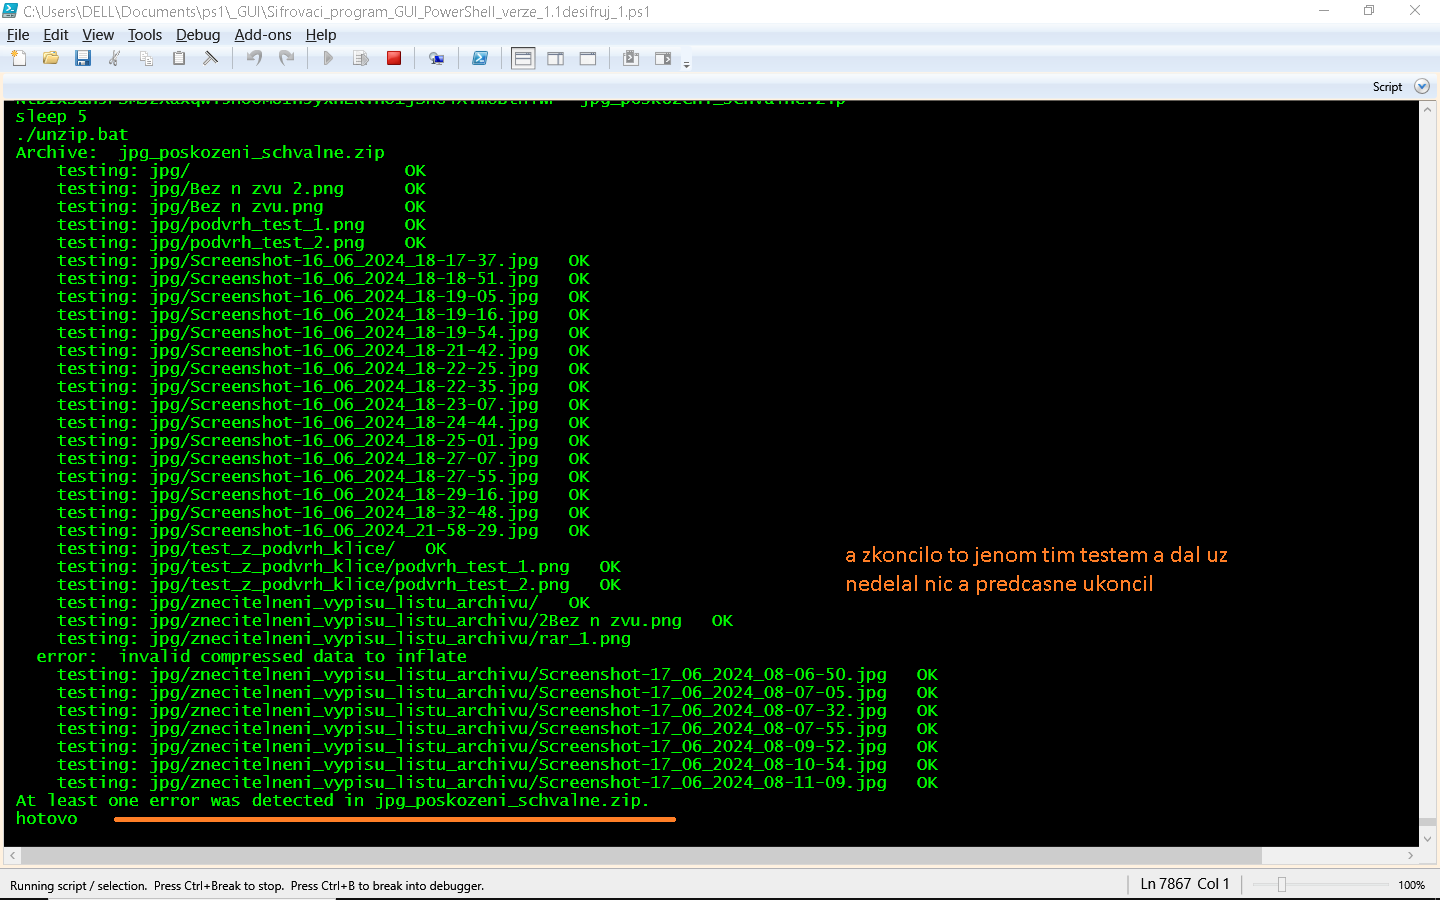 C:\Users\DELL\Documents\ps1\_GUI\Sifrovaci_program_GUI_PowerShell_verze_1.1desifruj_1.ps1
File Edit View Tools Debug Add-ons Help
Script
sleep 5
./unzip.bat
Archive:  jpg_poskozeni_schvalne.zip
    testing: jpg/                     OK
    testing: jpg/Bez n zvu 2.png      OK
    testing: jpg/Bez n zvu.png        OK
    testing: jpg/podvrh_test_1.png    OK
    testing: jpg/podvrh_test_2.png    OK
    testing: jpg/Screenshot-16_06_2024_18-17-37.jpg   OK
    testing: jpg/Screenshot-16_06_2024_18-18-51.jpg   OK
    testing: jpg/Screenshot-16_06_2024_18-19-05.jpg   OK
    testing: jpg/Screenshot-16_06_2024_18-19-16.jpg   OK
    testing: jpg/Screenshot-16_06_2024_18-19-54.jpg   OK
    testing: jpg/Screenshot-16_06_2024_18-21-42.jpg   OK
    testing: jpg/Screenshot-16_06_2024_18-22-25.jpg   OK
    testing: jpg/Screenshot-16_06_2024_18-22-35.jpg   OK
    testing: jpg/Screenshot-16_06_2024_18-23-07.jpg   OK
    testing: jpg/Screenshot-16_06_2024_18-24-44.jpg   OK
    testing: jpg/Screenshot-16_06_2024_18-25-01.jpg   OK
    testing: jpg/Screenshot-16_06_2024_18-27-07.jpg   OK
    testing: jpg/Screenshot-16_06_2024_18-27-55.jpg   OK
    testing: jpg/Screenshot-16_06_2024_18-29-16.jpg   OK
    testing: jpg/Screenshot-16_06_2024_18-32-48.jpg   OK
    testing: jpg/Screenshot-16_06_2024_21-58-29.jpg   OK
    testing: jpg/test_z_podvrh_klice/   OK
    testing: jpg/test_z_podvrh_klice/podvrh_test_1.png   OK
    testing: jpg/test_z_podvrh_klice/podvrh_test_2.png   OK
    testing: jpg/znecitelneni_vypisu_listu_archivu/   OK
    testing: jpg/znecitelneni_vypisu_listu_archivu/2Bez n zvu.png   OK
    testing: jpg/znecitelneni_vypisu_listu_archivu/rar_1.png
  error:  invalid compressed data to inflate
    testing: jpg/znecitelneni_vypisu_listu_archivu/Screenshot-17_06_2024_08-06-50.jpg   OK
    testing: jpg/znecitelneni_vypisu_listu_archivu/Screenshot-17_06_2024_08-07-05.jpg   OK
    testing: jpg/znecitelneni_vypisu_listu_archivu/Screenshot-17_06_2024_08-07-32.jpg   OK
    testing: jpg/znecitelneni_vypisu_listu_archivu/Screenshot-17_06_2024_08-07-55.jpg   OK
    testing: jpg/znecitelneni_vypisu_listu_archivu/Screenshot-17_06_2024_08-09-52.jpg   OK
    testing: jpg/znecitelneni_vypisu_listu_archivu/Screenshot-17_06_2024_08-10-54.jpg   OK
    testing: jpg/znecitelneni_vypisu_listu_archivu/Screenshot-17_06_2024_08-11-09.jpg   OK
At least one error was detected in jpg_poskozeni_schvalne.zip.
hotovo
a zkoncilo to jenom tim testem a dal uz
nedelal nic a predcasne ukoncil
Running script / selection.  Press Ctrl+Break to stop.  Press Ctrl+B to break into debugger.
Ln 7867  Col 1
100%